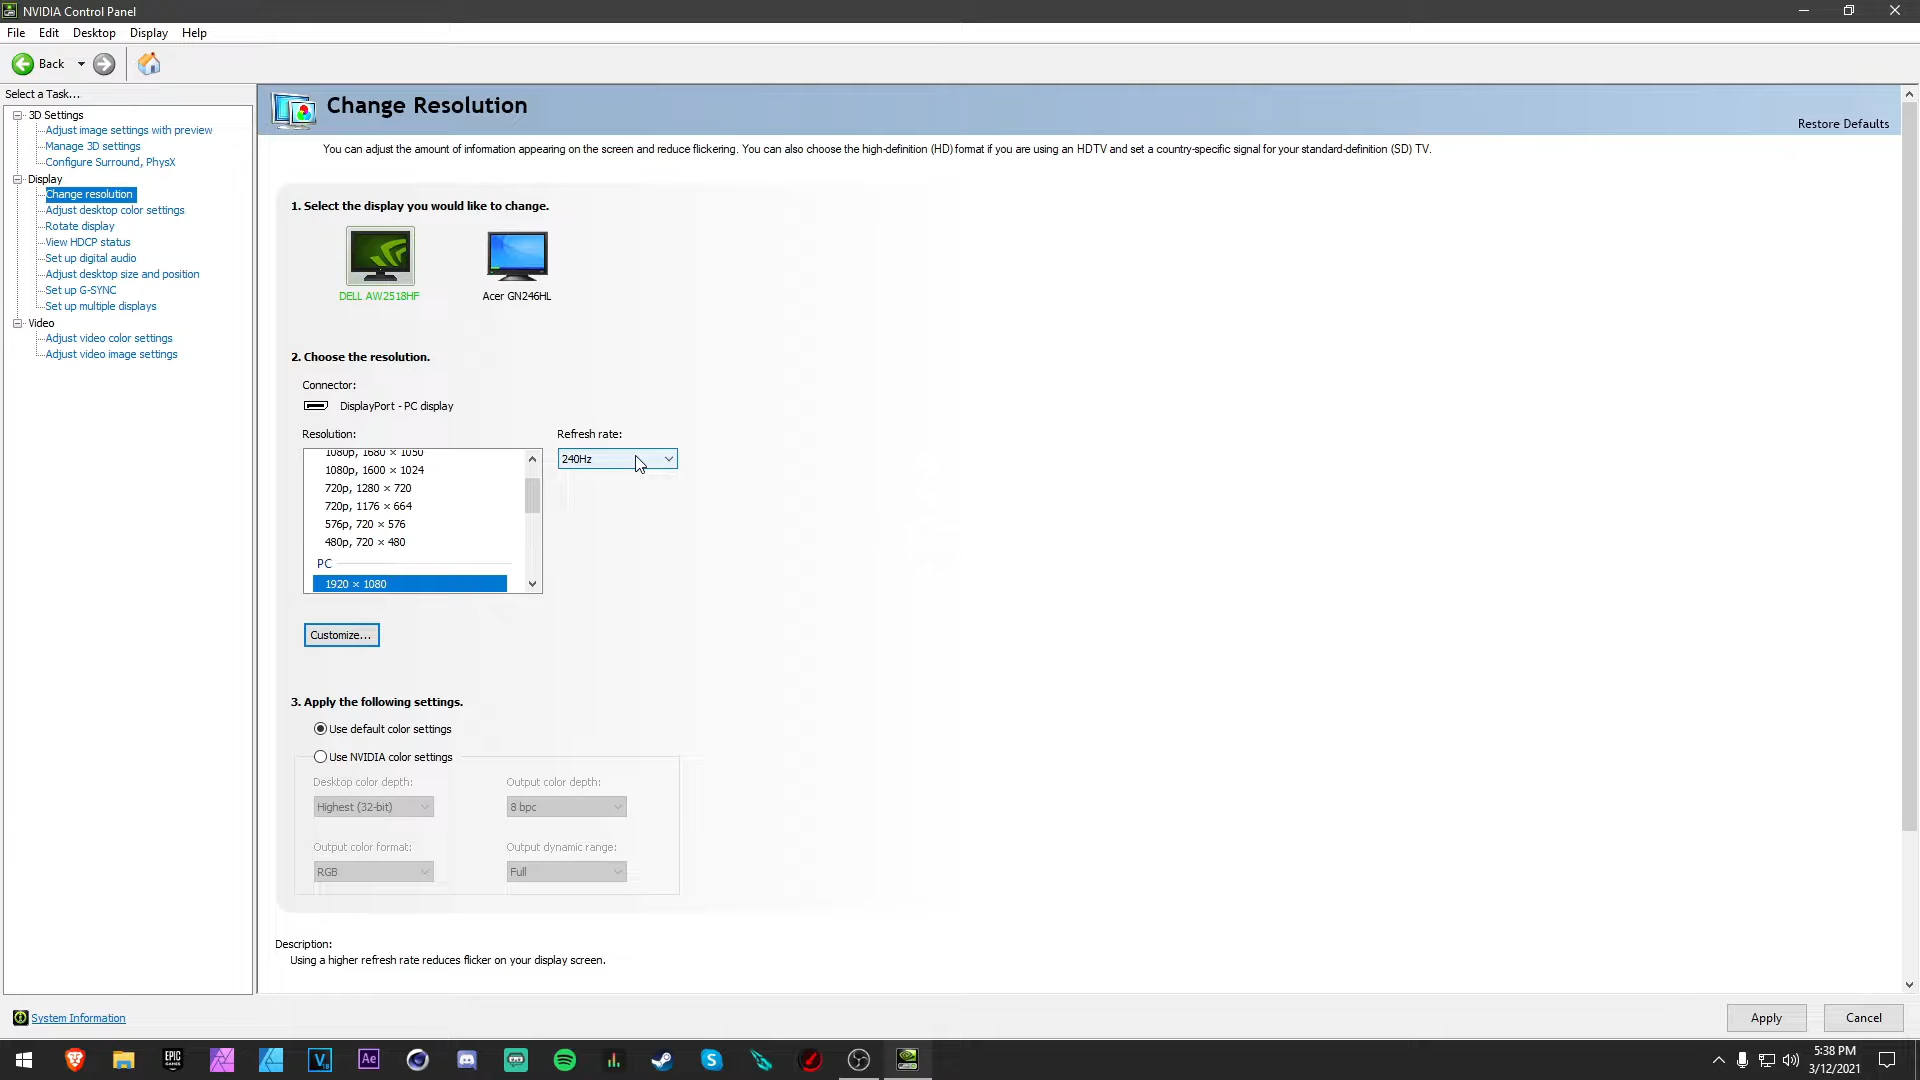 NVIDIA Control Panel
File Edit Desktop Display Help
Back
Select a Task...
3D Settings
Adjust image settings with preview
Manage 3D settings
Configure Surround, PhysX
Display
Change resolution
Adjust desktop color settings
Rotate display
View HDCP status
Set up digital audio
Adjust desktop size and position
Set up G-SYNC
Set up multiple displays
Video
Adjust video color settings
Adjust video image settings
System Information
Change Resolution
Restore Defaults
You can adjust the amount of information appearing on the screen and reduce flickering. You can also choose the high-definition (HD) format if you are using an HDTV and set a country-specific signal for your standard-definition (SD) TV.
1. Select the display you would like to change.
DELL AW2518HF
Acer GN246HL
2. Choose the resolution.
Connector:
DisplayPort - PC display
Resolution:
1080p, 1680 × 1050
1080p, 1600 × 1024
720p, 1280 × 720
720p, 1176 × 664
576p, 720 × 576
480p, 720 × 480
PC
1920 × 1080
Refresh rate:
240Hz
Customize...
3. Apply the following settings.
Use default color settings
Use NVIDIA color settings
Desktop color depth:
Highest (32-bit)
Output color depth:
8 bpc
Output color format:
RGB
Output dynamic range:
Full
Description:
Using a higher refresh rate reduces flicker on your display screen.
Apply
Cancel
EPIC
GAMES
V
Ae
S
5:38 PM
3/12/2021